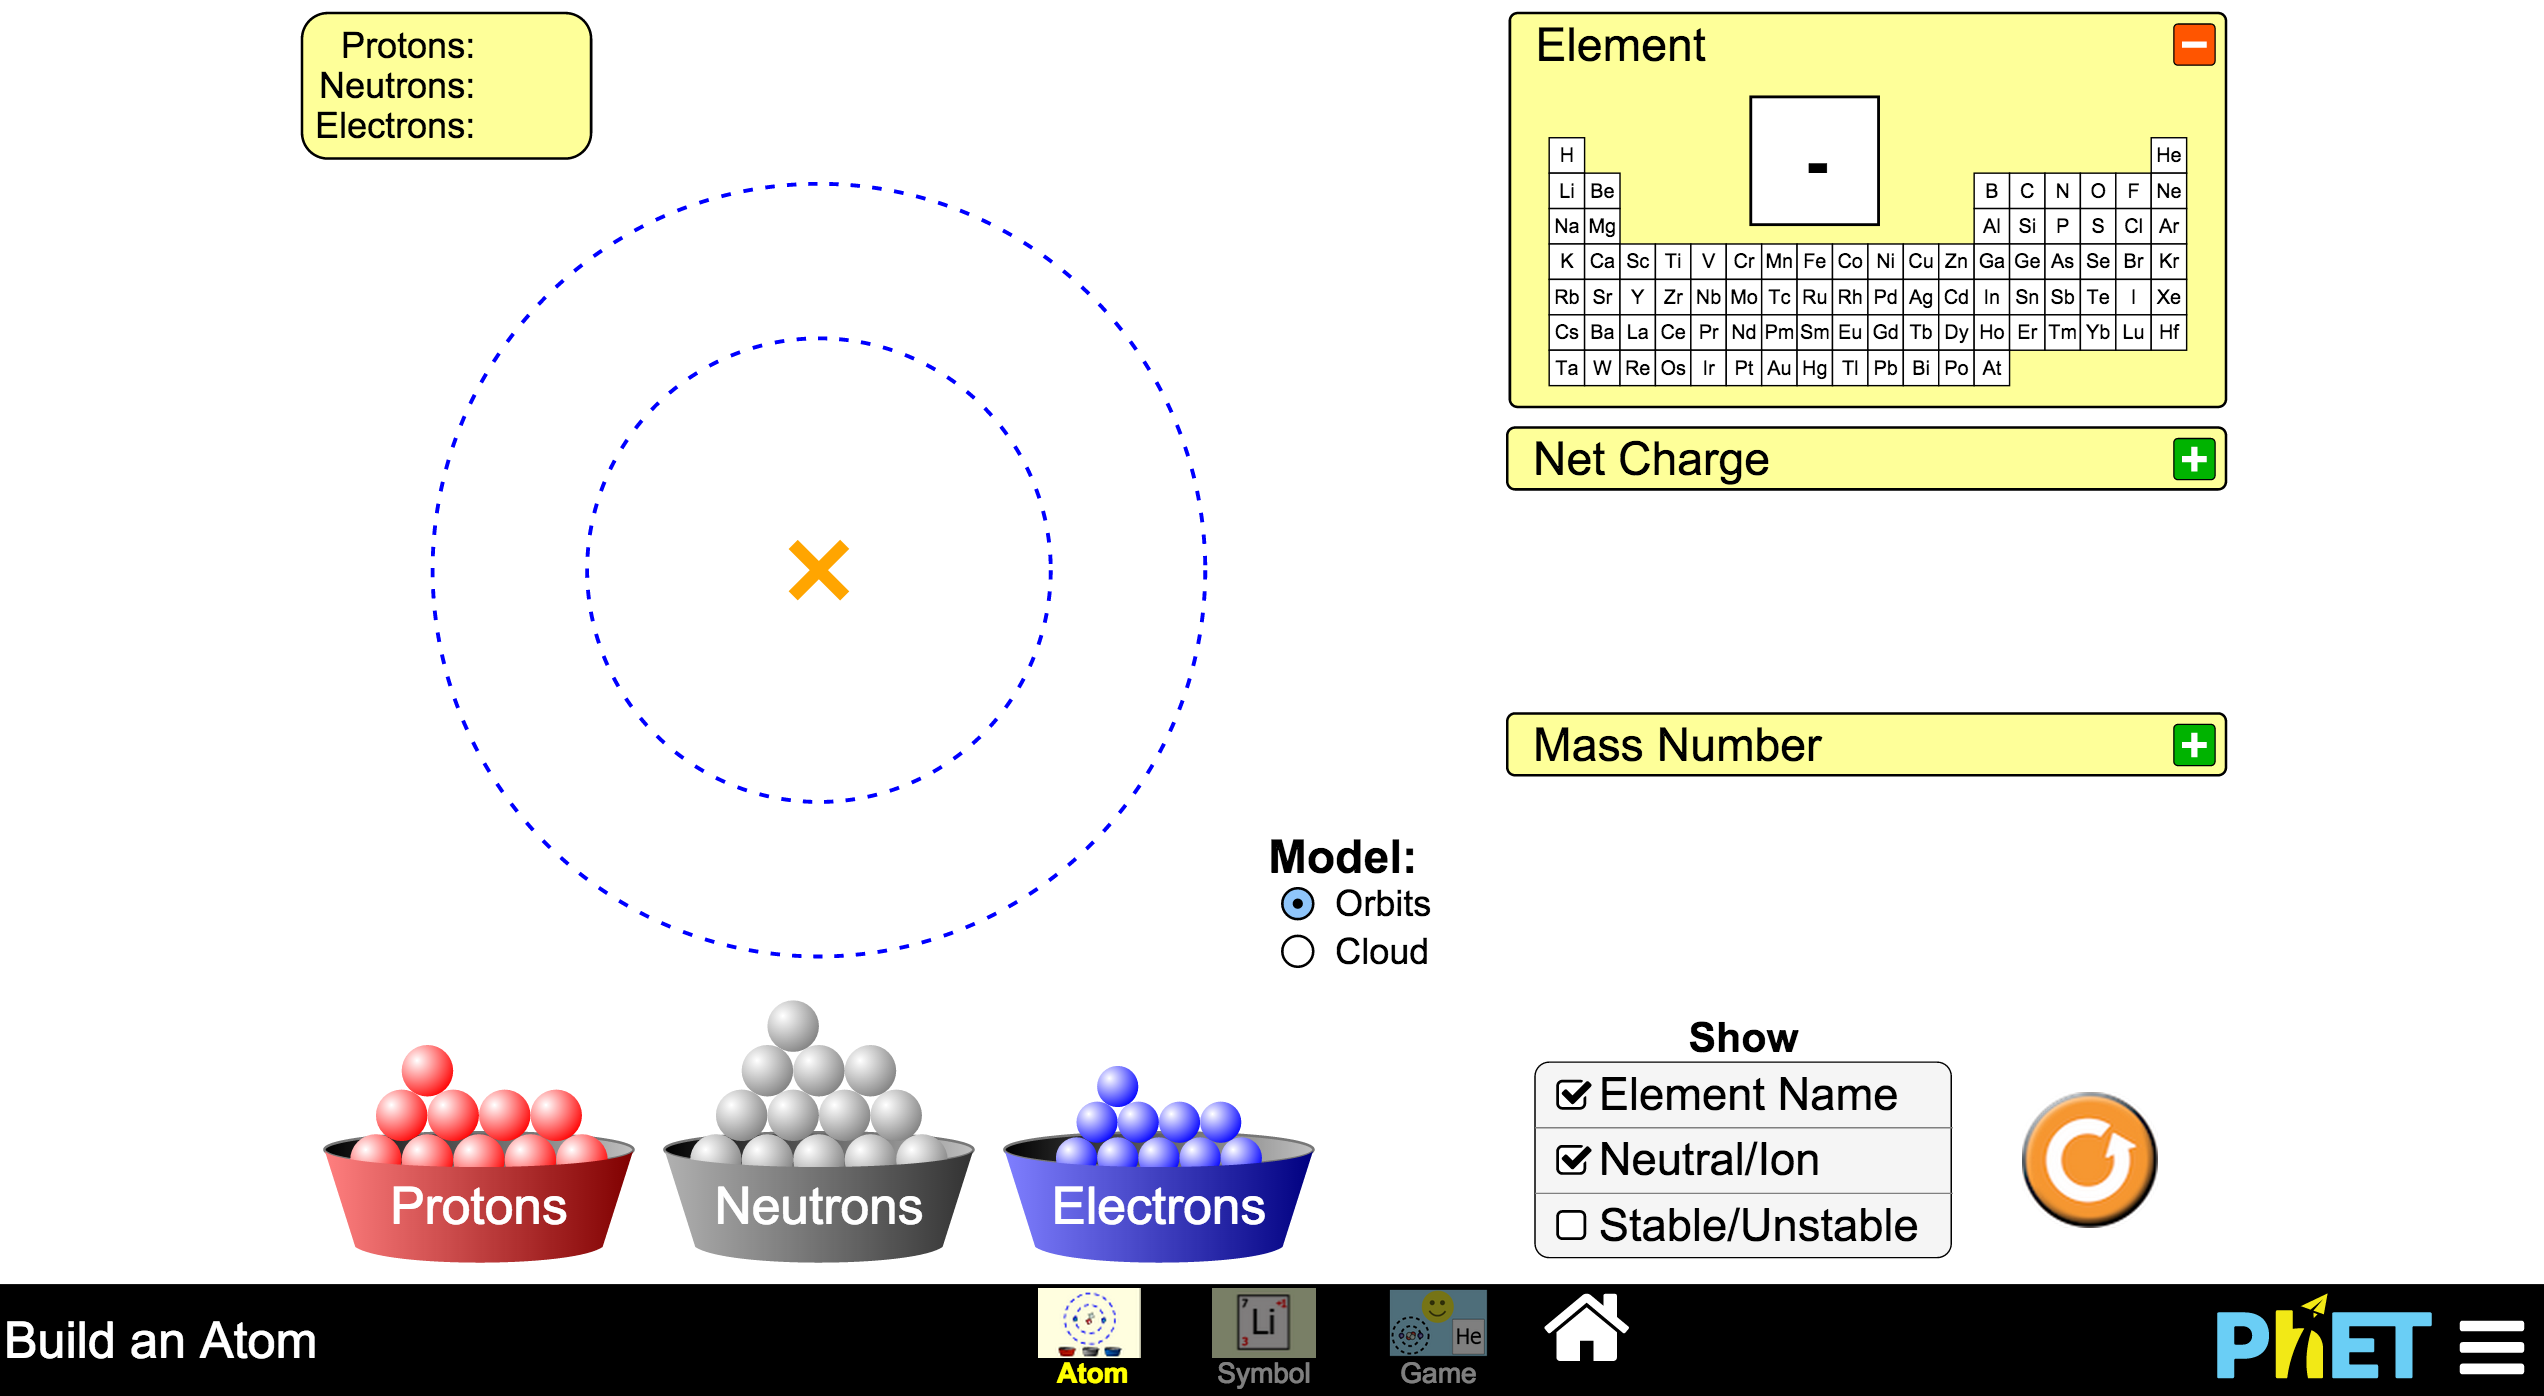 Protons:
Neutrons:
Electrons:
Element
-
H He
Li Be B C N O F Ne
Na Mg Al Si P S Cl Ar
K Ca Sc Ti V Cr Mn Fe Co Ni Cu Zn Ga Ge As Se Br Kr
Rb Sr Y Zr Nb Mo Tc Ru Rh Pd Ag Cd In Sn Sb Te I Xe
Cs Ba La Ce Pr Nd Pm Sm Eu Gd Tb Dy Ho Er Tm Yb Lu Hf
Ta W Re Os Ir Pt Au Hg Tl Pb Bi Po At
Net Charge
Mass Number
Model:
Orbits
Cloud
Protons
Neutrons
Electrons
Show
Element Name
Neutral/Ion
Stable/Unstable
Build an Atom
Atom
7 +1
Li
3
Symbol
He
Game
PhET